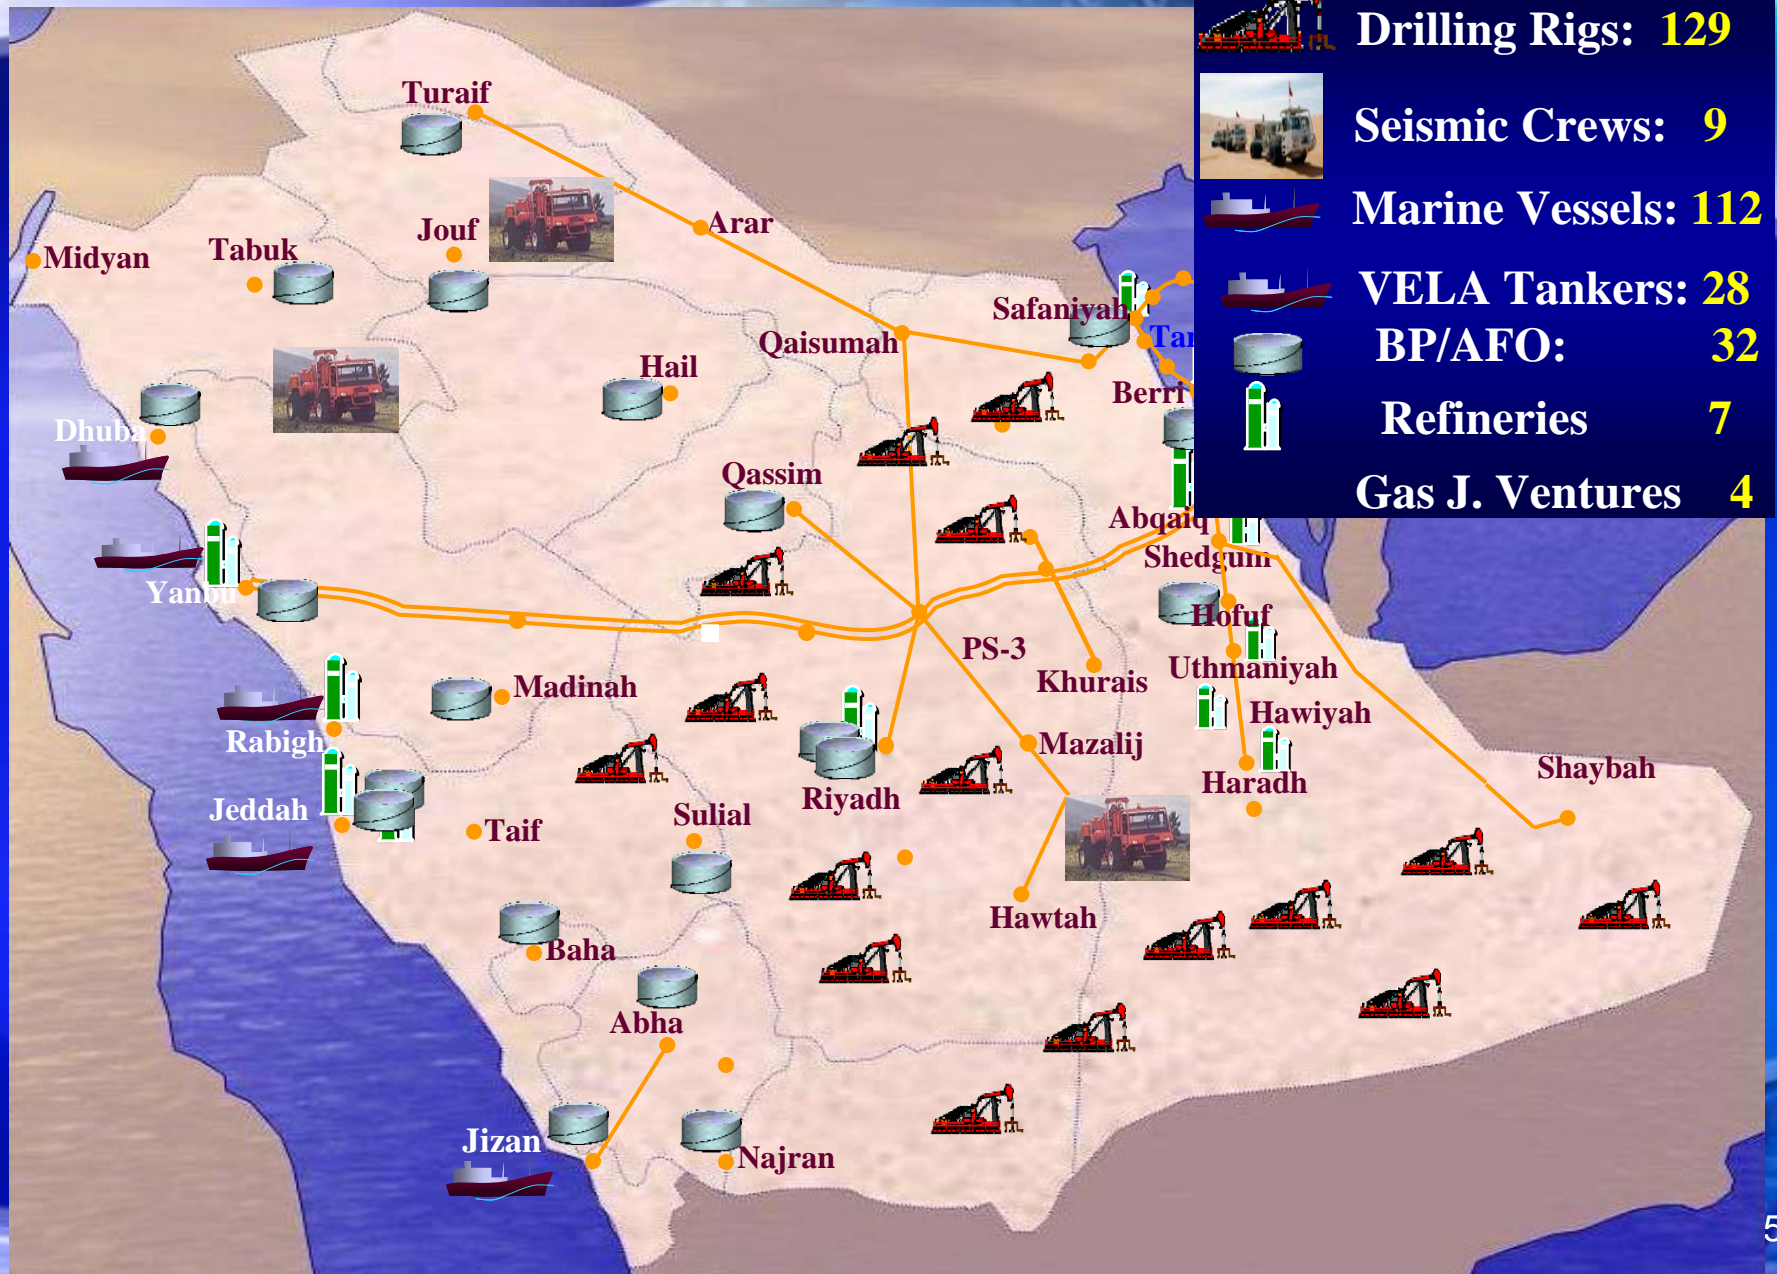 Drilling Rigs: 129
Seismic Crews: 9
Marine Vessels: 112
VELA Tankers: 28
BP/AFO: 32
Refineries 7
Gas J. Ventures 4
Turaif
Arar
Jouf
Midyan
Tabuk
Safaniyah
Qaisumah
Hail
Berri
Dhuba
Qassim
Abqaiq
Shedgum
Yanbu
Hofuf
PS-3
Uthmaniyah
Khurais
Madinah
Hawiyah
Rabigh
Mazalij
Shaybah
Haradh
Riyadh
Jeddah
Sulial
Taif
Hawtah
Baha
Abha
Jizan
Najran
5